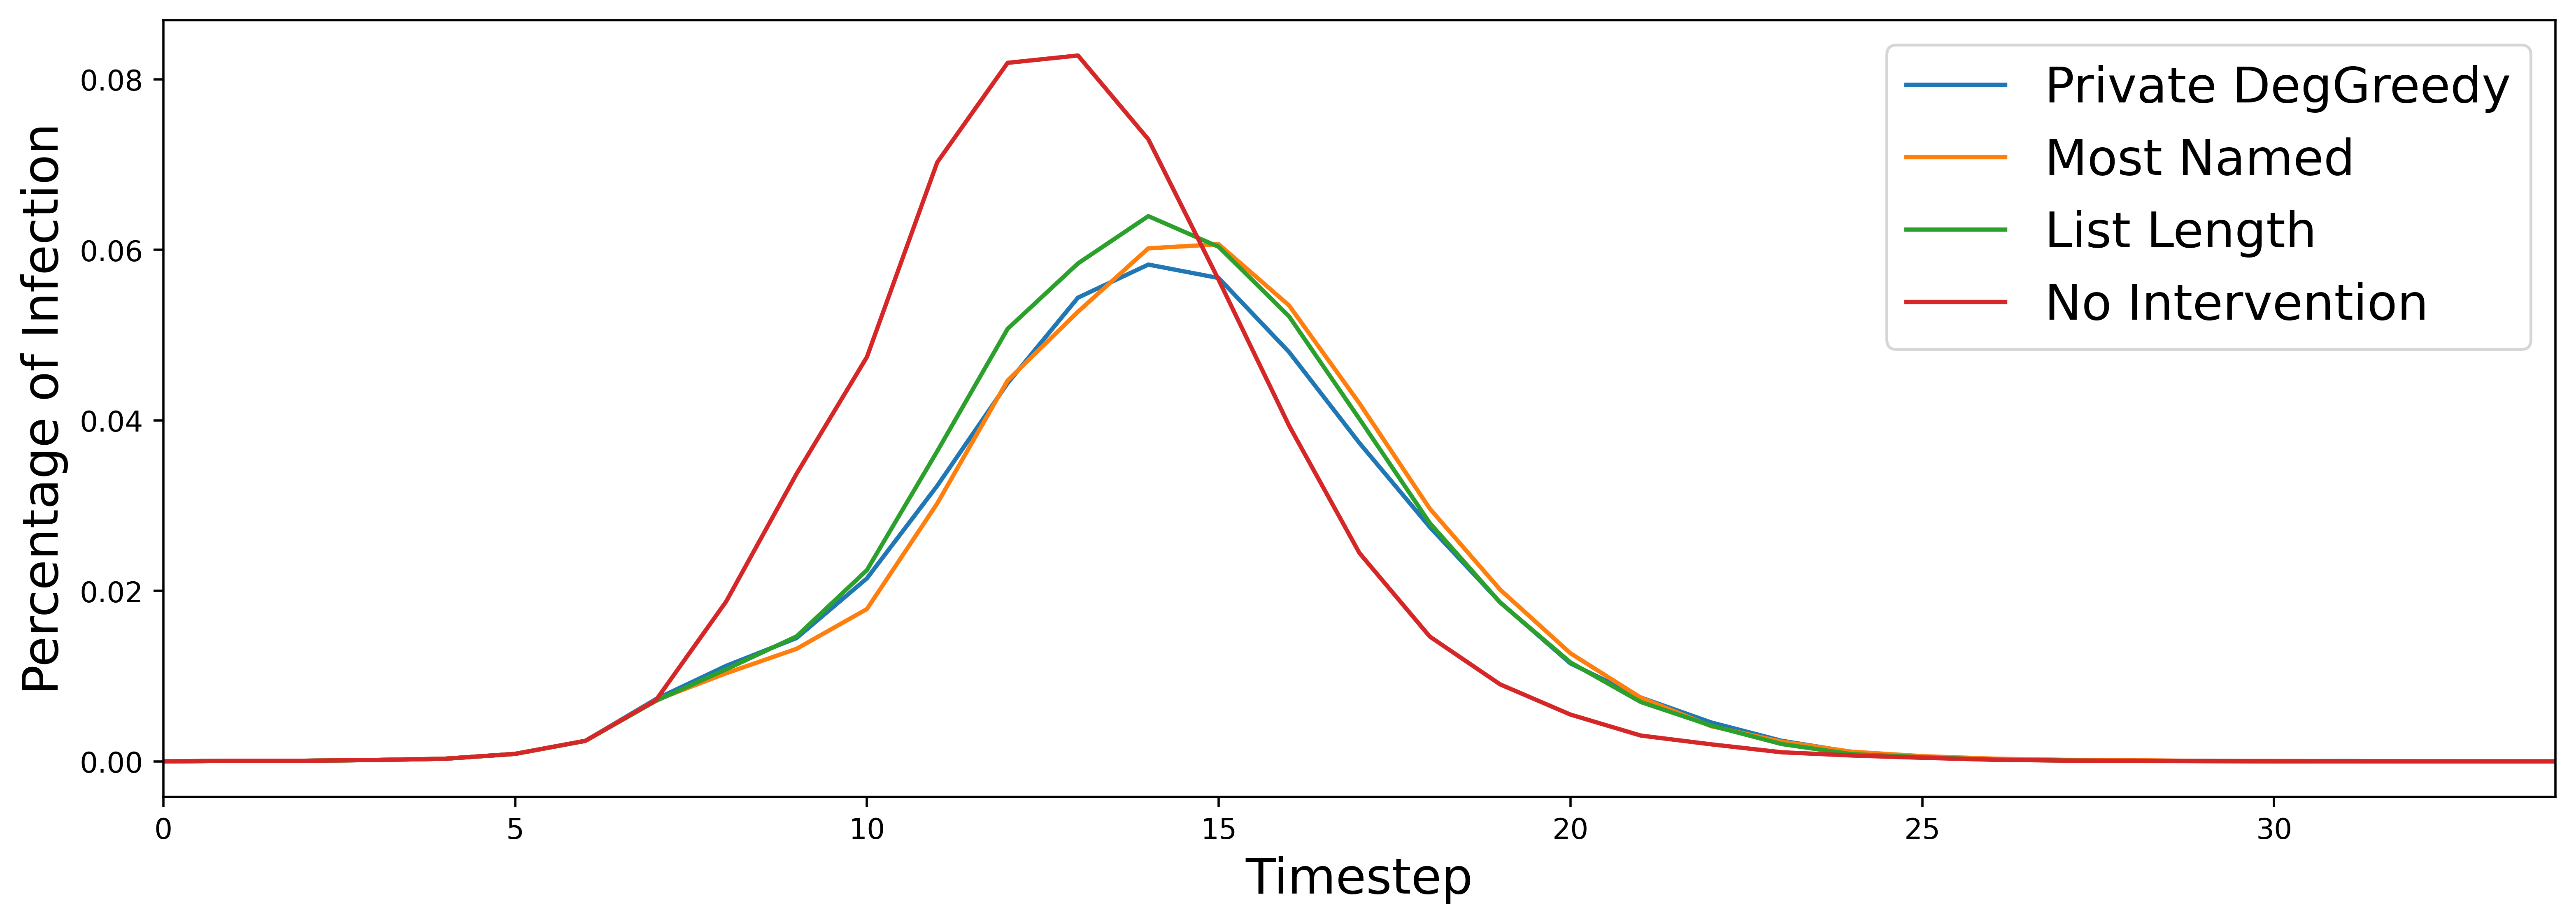 Percentage of Infection
0.08
0.06
0.04
0.02
0.00
Private DegGreedy
Most Named
List Length
No Intervention
0 5 10 15 20 25 30
Timestep